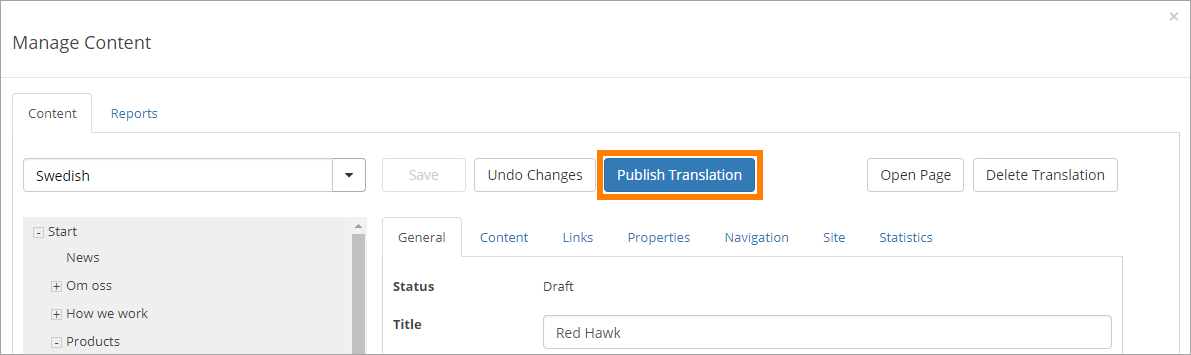 ×
Manage Content
Content Reports
Swedish Save Undo Changes Publish Translation Open Page Delete Translation
- Start
News
+ Om oss
+ How we work
- Products
General Content Links Properties Navigation Site Statistics
Status Draft
Title Red Hawk